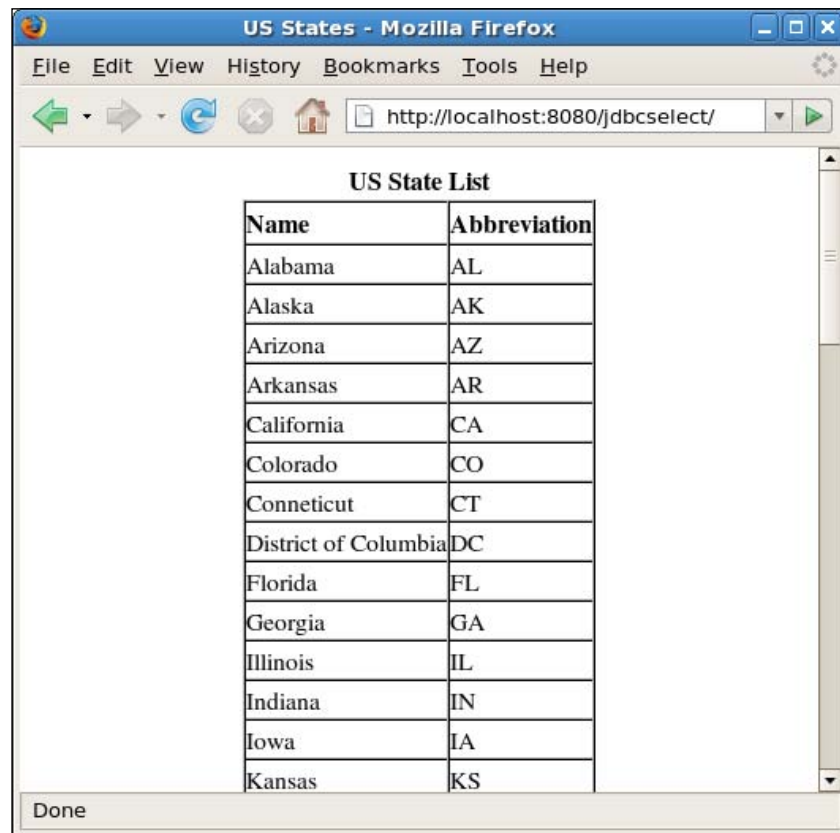 US States - Mozilla Firefox
File Edit View History Bookmarks Tools Help
http://localhost:8080/jdbcselect/
US State List
Name Abbreviation
Alabama AL
Alaska AK
Arizona AZ
Arkansas AR
California CA
Colorado CO
Conneticut CT
District of Columbia DC
Florida FL
Georgia GA
Illinois IL
Indiana IN
Iowa IA
Kansas KS
Done